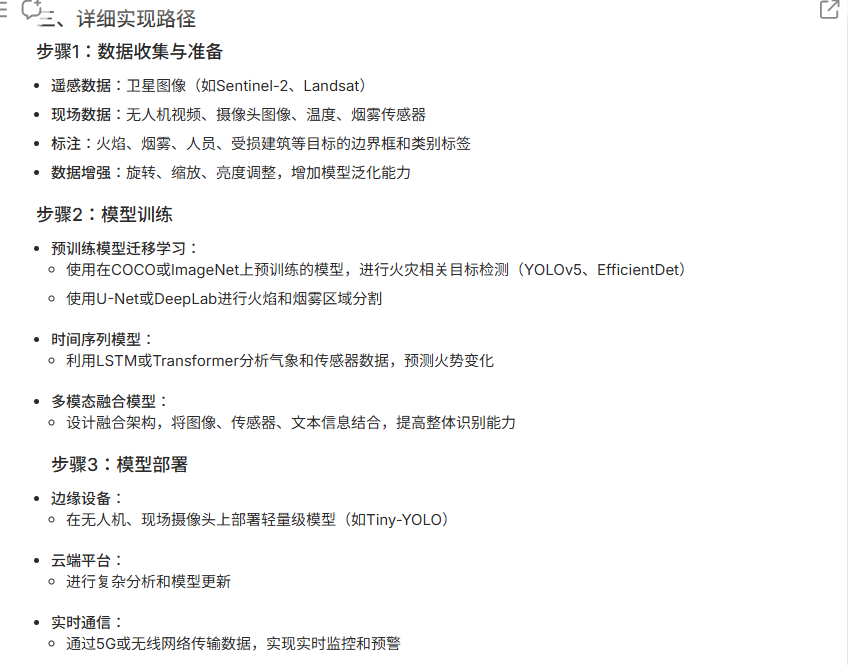 三、详细实现路径
步骤1：数据收集与准备
遥感数据：卫星图像（如Sentinel-2、Landsat）
现场数据：无人机视频、摄像头图像、温度、烟雾传感器
标注：火焰、烟雾、人员、受损建筑等目标的边界框和类别标签
数据增强：旋转、缩放、亮度调整，增加模型泛化能力
步骤2：模型训练
预训练模型迁移学习：
使用在COCO或ImageNet上预训练的模型，进行火灾相关目标检测（YOLOv5、EfficientDet）
使用U-Net或DeepLab进行火焰和烟雾区域分割
时间序列模型：
利用LSTM或Transformer分析气象和传感器数据，预测火势变化
多模态融合模型：
设计融合架构，将图像、传感器、文本信息结合，提高整体识别能力
步骤3：模型部署
边缘设备：
在无人机、现场摄像头上部署轻量级模型（如Tiny-YOLO）
云端平台：
进行复杂分析和模型更新
实时通信：
通过5G或无线网络传输数据，实现实时监控和预警